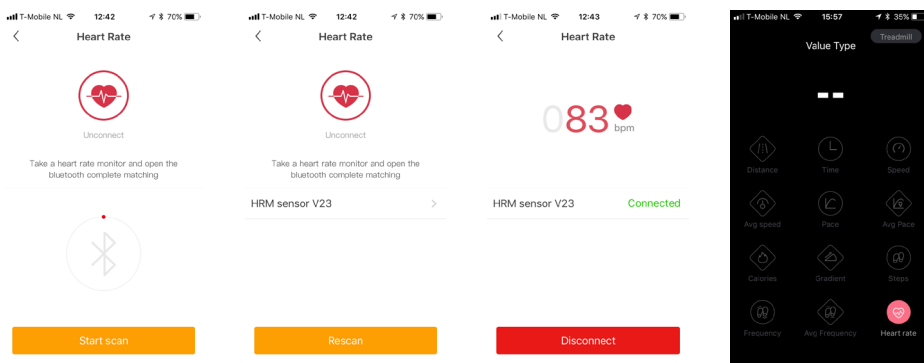 T-Mobile NL 12:42 70%
Heart Rate
Unconnect
Take a heart rate monitor and open the
bluetooth complete matching
Start scan
T-Mobile NL 12:42 70%
Heart Rate
Unconnect
Take a heart rate monitor and open the
bluetooth complete matching
HRM sensor V23
Rescan
T-Mobile NL 12:43 70%
Heart Rate
083 bpm
HRM sensor V23 Connected
Disconnect
T-Mobile NL 15:57 35%
Treadmill
Value Type
--
Distance Time Speed
Avg speed Pace Avg Pace
Calories Gradient Steps
Frequency Avg Frequency Heart rate